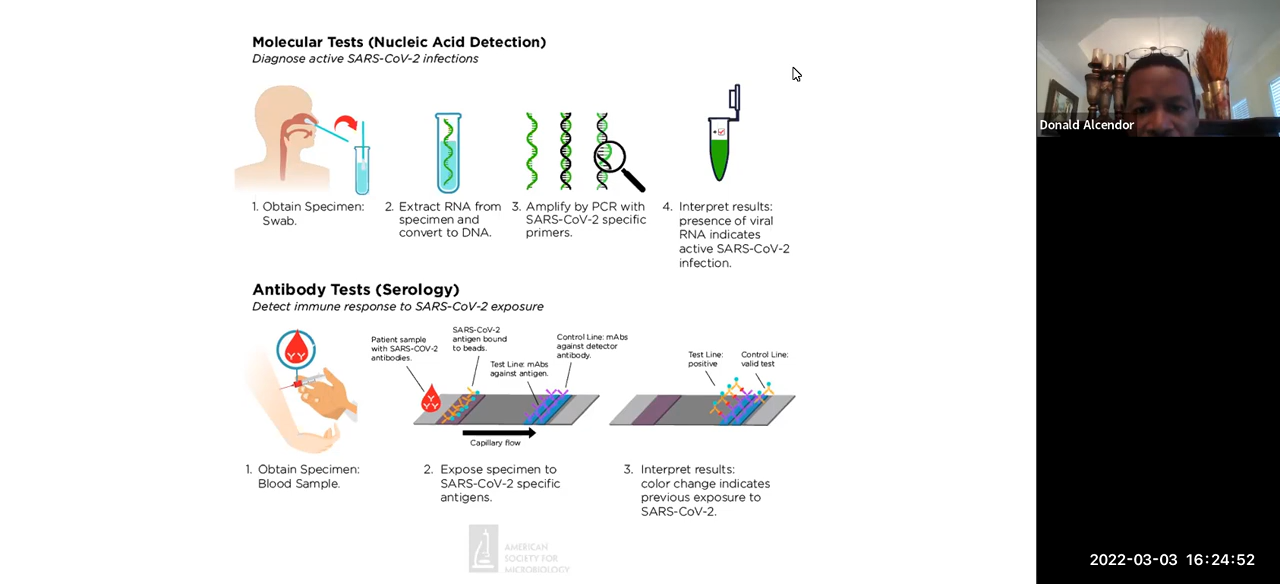 Molecular Tests (Nucleic Acid Detection)
Diagnose active SARS-CoV-2 infections
1. Obtain Specimen:
Swab.
2. Extract RNA from
specimen and
convert to DNA.
3. Amplify by PCR with
SARS-CoV-2 specific
primers.
4. Interpret results:
presence of viral
RNA indicates
active SARS-CoV-2
infection.
Antibody Tests (Serology)
Detect immune response to SARS-CoV-2 exposure
Patient sample
with SARS-COV-2
antibodies.
SARS-CoV-2
antigen bound
to beads.
Test Line: mAbs
against antigen.
Control Line: mAbs
against detector
antibody.
Capillary flow
Test Line:
positive
Control Line:
valid test
1. Obtain Specimen:
Blood Sample.
2. Expose specimen to
SARS-CoV-2 specific
antigens.
3. Interpret results:
color change indicates
previous exposure to
SARS-CoV-2.
AMERICAN
SOCIETY FOR
MICROBIOLOGY
Donald Alcendor
2022-03-03 16:24:52